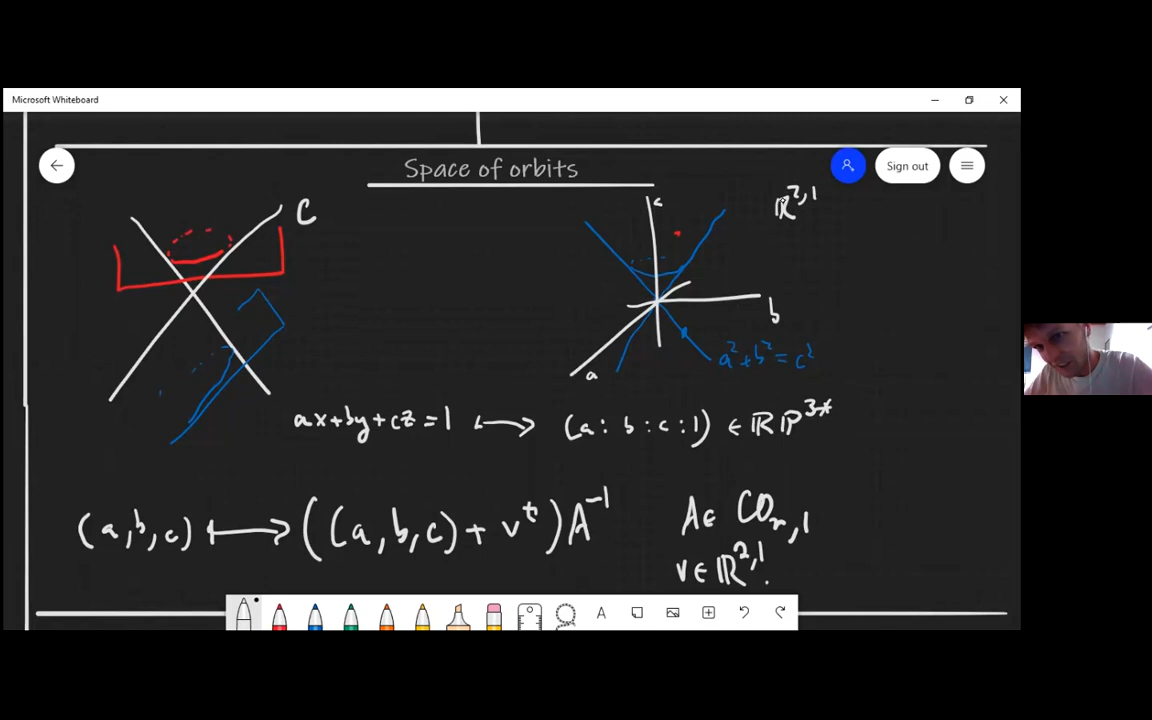 Microsoft Whiteboard
Space of orbits
Sign out
C
c
ℝ^{2,1}
b
a
a²+b²=c²
ax+by+cz=1 ⟷ (a:b:c:1) ∈ ℝP^{3*}
(a,b,c) ⟼ ((a,b,c)+v^t)A^{-1}
A∈ CO_{2,1}
v∈ℝ^{2,1}.
A